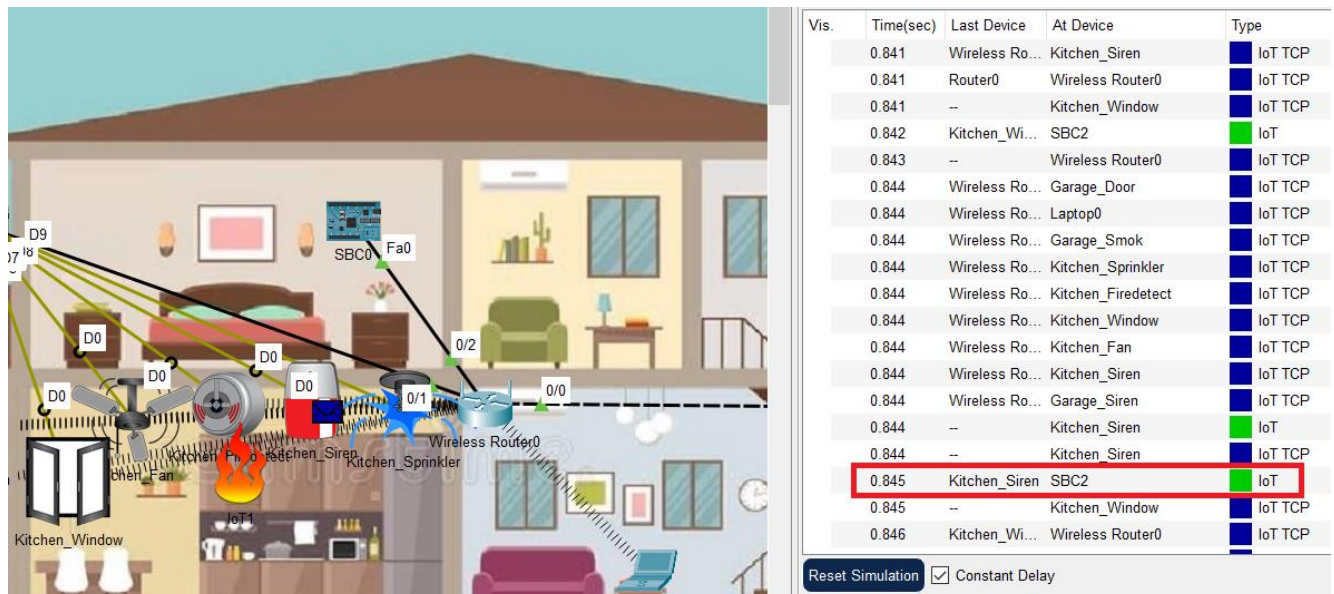 D9
D7
8
SBC0
Fa0
0/2
D0
D0
D0
D0
D0
0/1
0/0
Wireless Router0
Kitchen_Siren
Kitchen_Sprinkler
IoT1
Kitchen_Window
Vis. Time(sec) Last Device At Device Type
0.841 Wireless Ro... Kitchen_Siren IoT TCP
0.841 Router0 Wireless Router0 IoT TCP
0.841 -- Kitchen_Window IoT TCP
0.842 Kitchen_Wi... SBC2 IoT
0.843 -- Wireless Router0 IoT TCP
0.844 Wireless Ro... Garage_Door IoT TCP
0.844 Wireless Ro... Laptop0 IoT TCP
0.844 Wireless Ro... Garage_Smok IoT TCP
0.844 Wireless Ro... Kitchen_Sprinkler IoT TCP
0.844 Wireless Ro... Kitchen_Firedetect IoT TCP
0.844 Wireless Ro... Kitchen_Window IoT TCP
0.844 Wireless Ro... Kitchen_Fan IoT TCP
0.844 Wireless Ro... Kitchen_Siren IoT TCP
0.844 Wireless Ro... Garage_Siren IoT TCP
0.844 -- Kitchen_Siren IoT
0.844 -- Kitchen_Siren IoT TCP
0.845 Kitchen_Siren SBC2 IoT
0.845 -- Kitchen_Window IoT TCP
0.846 Kitchen_Wi... Wireless Router0 IoT TCP
Reset Simulation Constant Delay